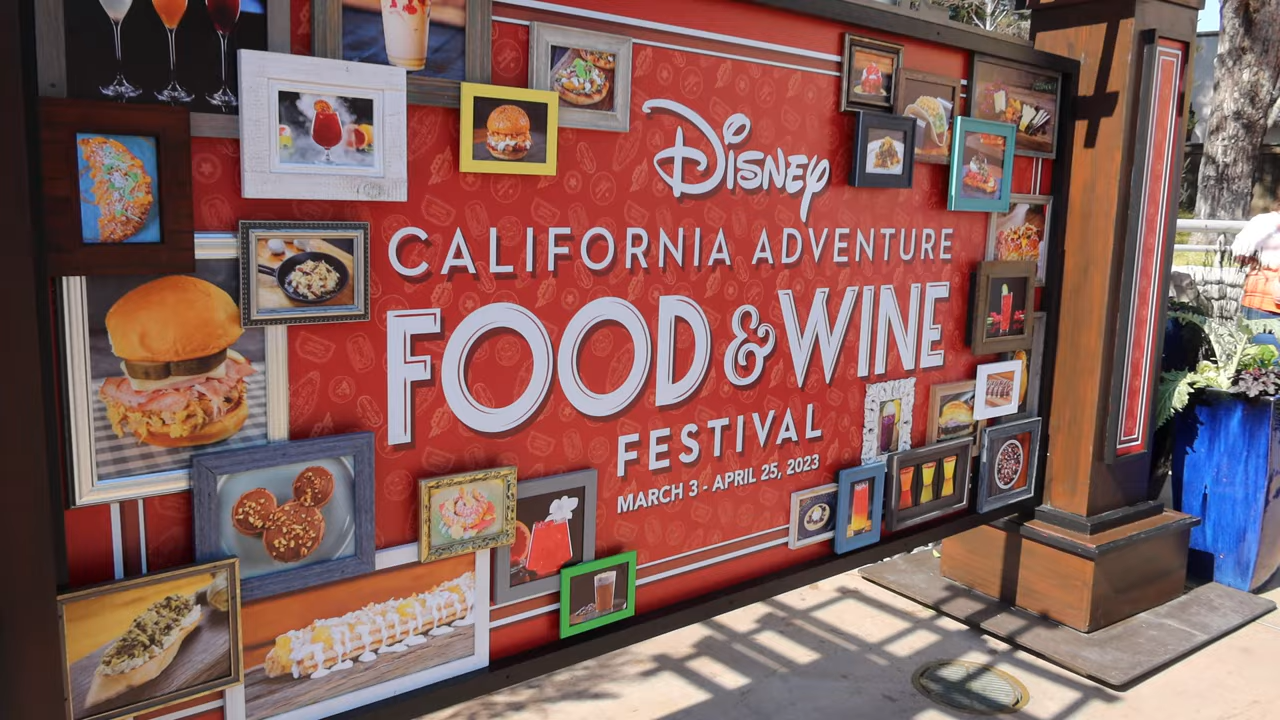 Disney
CALIFORNIA ADVENTURE
FOOD & WINE
FESTIVAL
MARCH 3 - APRIL 25, 2023